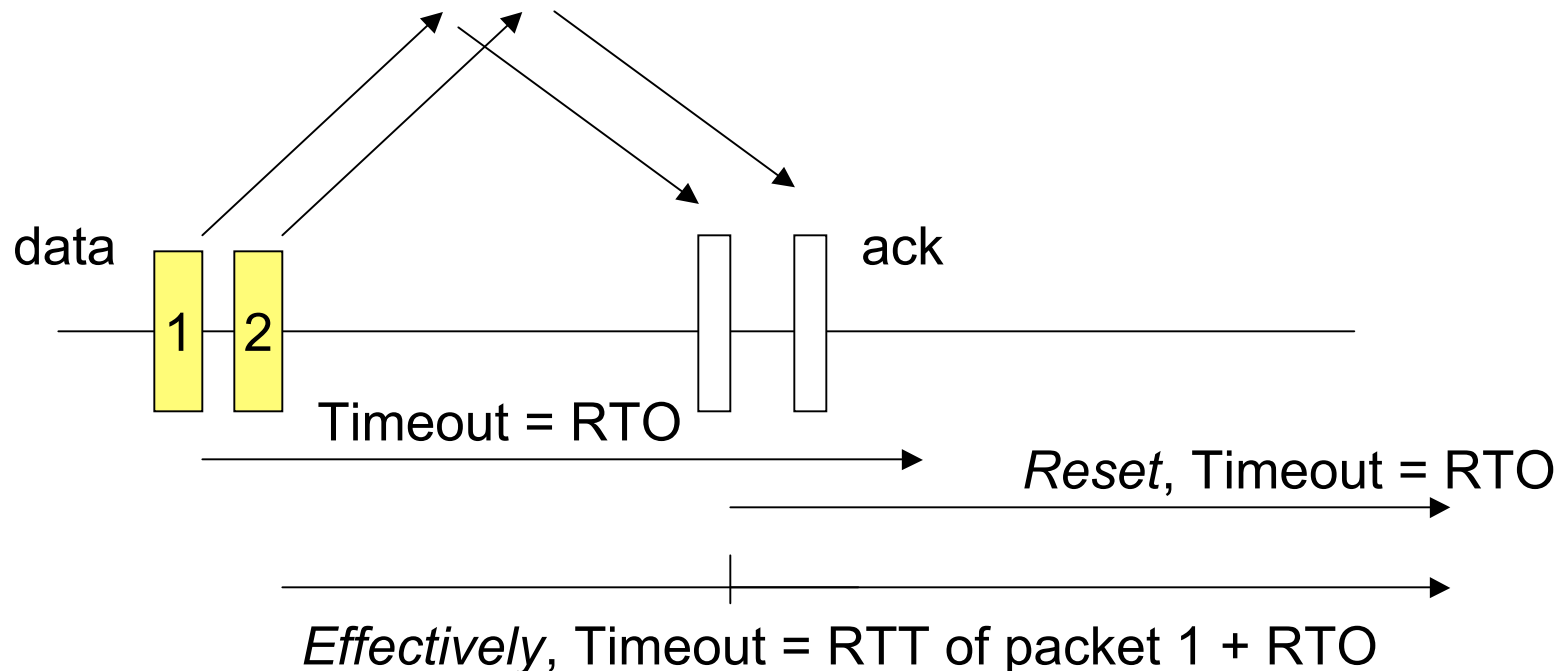 data
ack
1
2
Timeout = RTO
Reset, Timeout = RTO
Effectively, Timeout = RTT of packet 1 + RTO